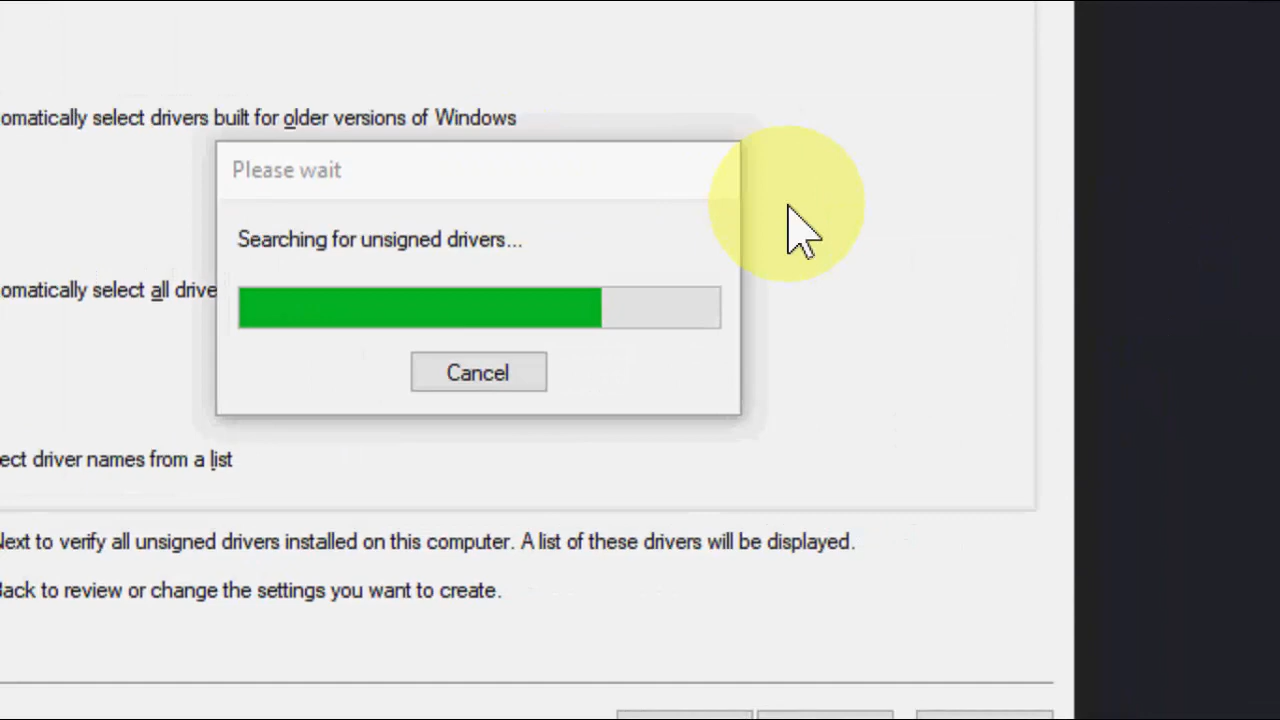 omatically select drivers built for older versions of Windows
Please wait
Searching for unsigned drivers...
omatically select all drive
Cancel
ect driver names from a list
Next to verify all unsigned drivers installed on this computer. A list of these drivers will be displayed.
Back to review or change the settings you want to create.